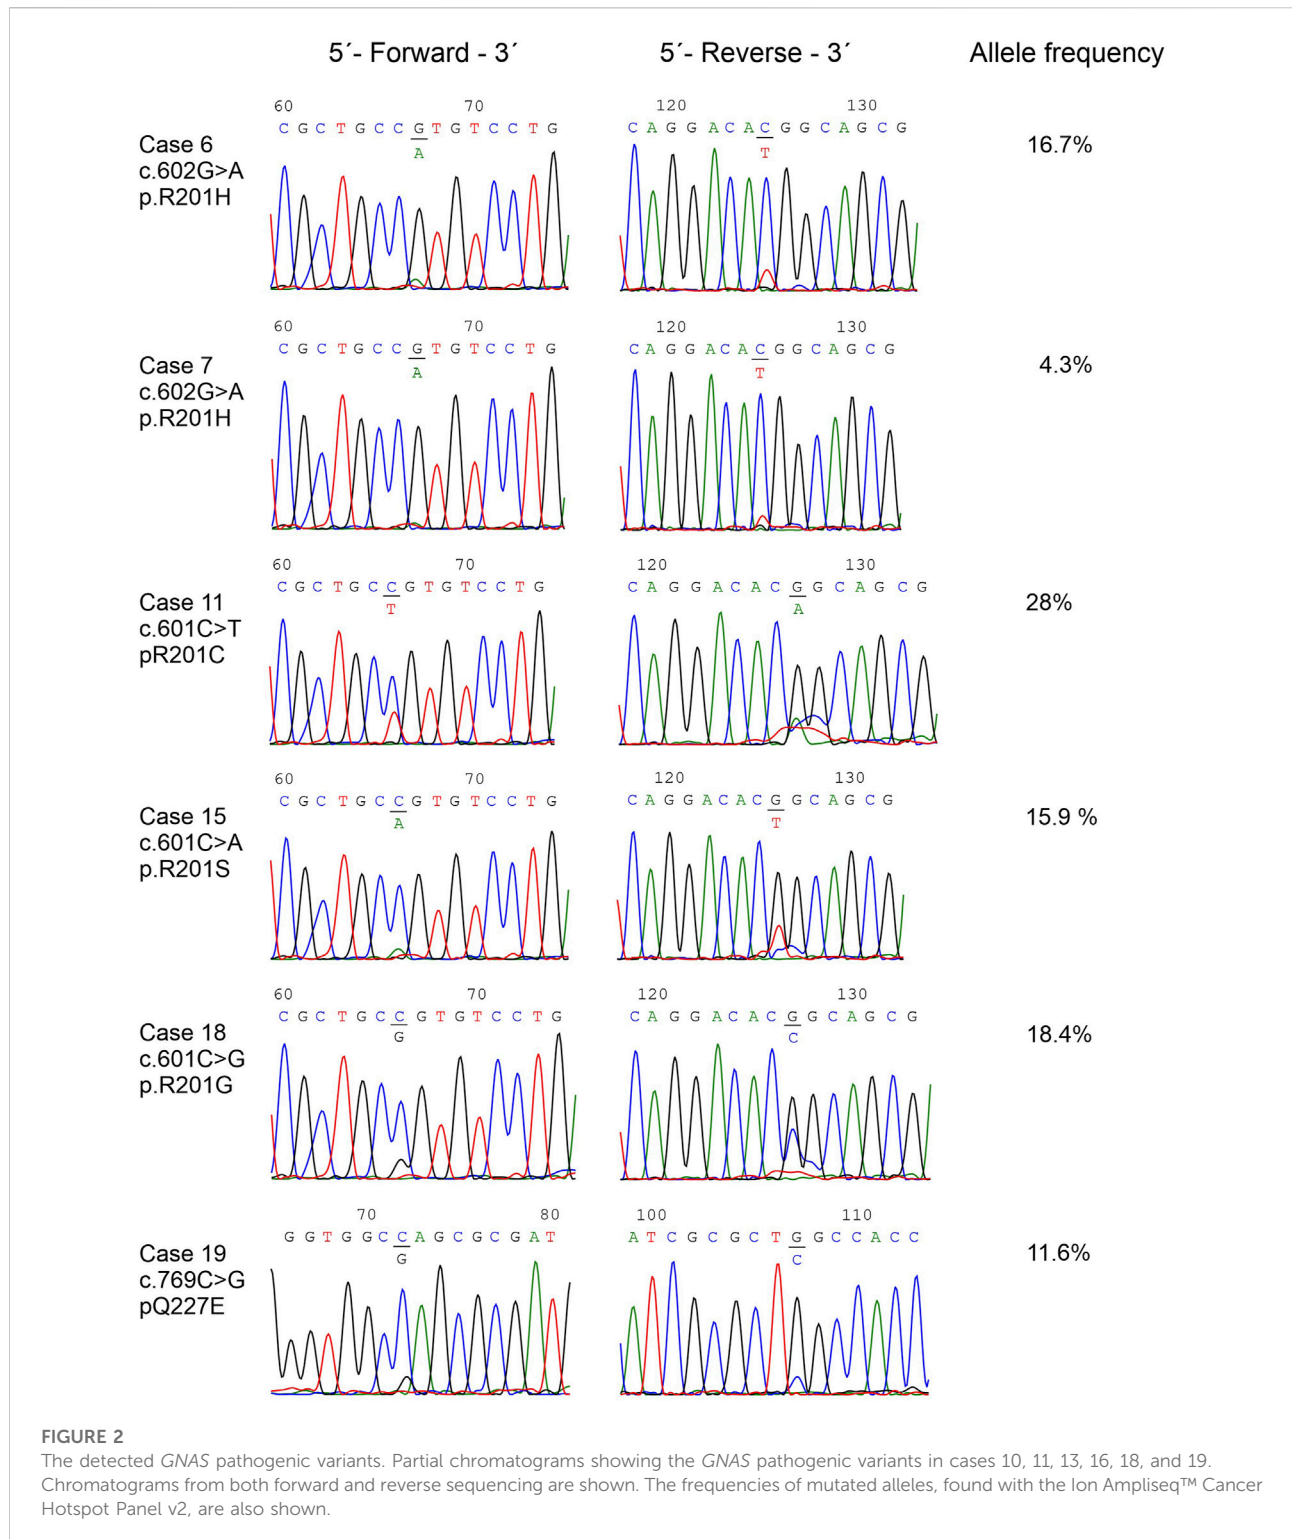 5´- Forward - 3´ 5´- Reverse - 3´ Allele frequency
60 70 120 130
Case 6
c.602G>A
p.R201H
C G C T G C C G T G T C C T G
A
C A G G A C A C G G C A G C G
T
16.7%
60 70 120 130
Case 7
c.602G>A
p.R201H
C G C T G C C G T G T C C T G
A
C A G G A C A C G G C A G C G
T
4.3%
60 70 120 130
Case 11
c.601C>T
pR201C
C G C T G C C G T G T C C T G
T
C A G G A C A C G G C A G C G
A
28%
60 70 120 130
Case 15
c.601C>A
p.R201S
C G C T G C C G T G T C C T G
A
C A G G A C A C G G C A G C G
T
15.9 %
60 70 120 130
Case 18
c.601C>G
p.R201G
C G C T G C C G T G T C C T G
G
C A G G A C A C G G C A G C G
C
18.4%
70 80 100 110
Case 19
c.769C>G
pQ227E
G G T G G C C A G C G C G A T
G
A T C G C G C T G G C C A C C
C
11.6%
FIGURE 2
The detected GNAS pathogenic variants. Partial chromatograms showing the GNAS pathogenic variants in cases 10, 11, 13, 16, 18, and 19.
Chromatograms from both forward and reverse sequencing are shown. The frequencies of mutated alleles, found with the Ion Ampliseq™ Cancer
Hotspot Panel v2, are also shown.